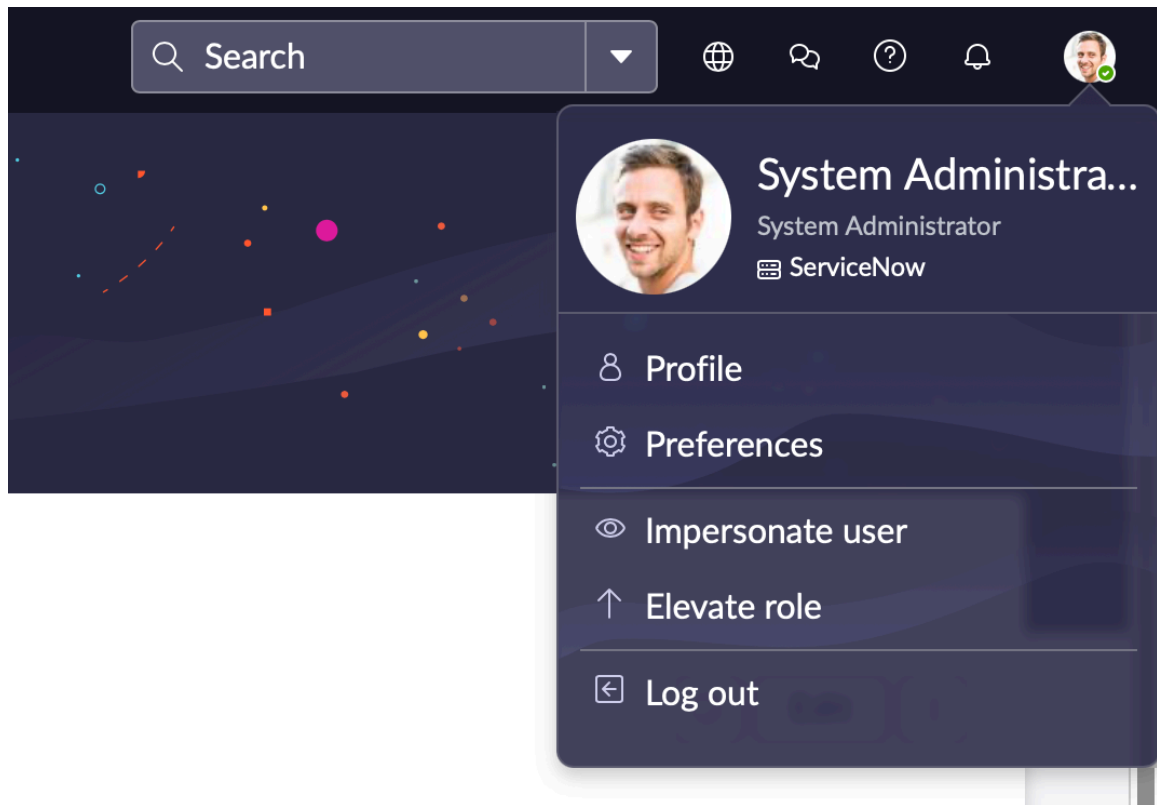 Search
System Administra...
System Administrator
ServiceNow
Profile
Preferences
Impersonate user
Elevate role
Log out